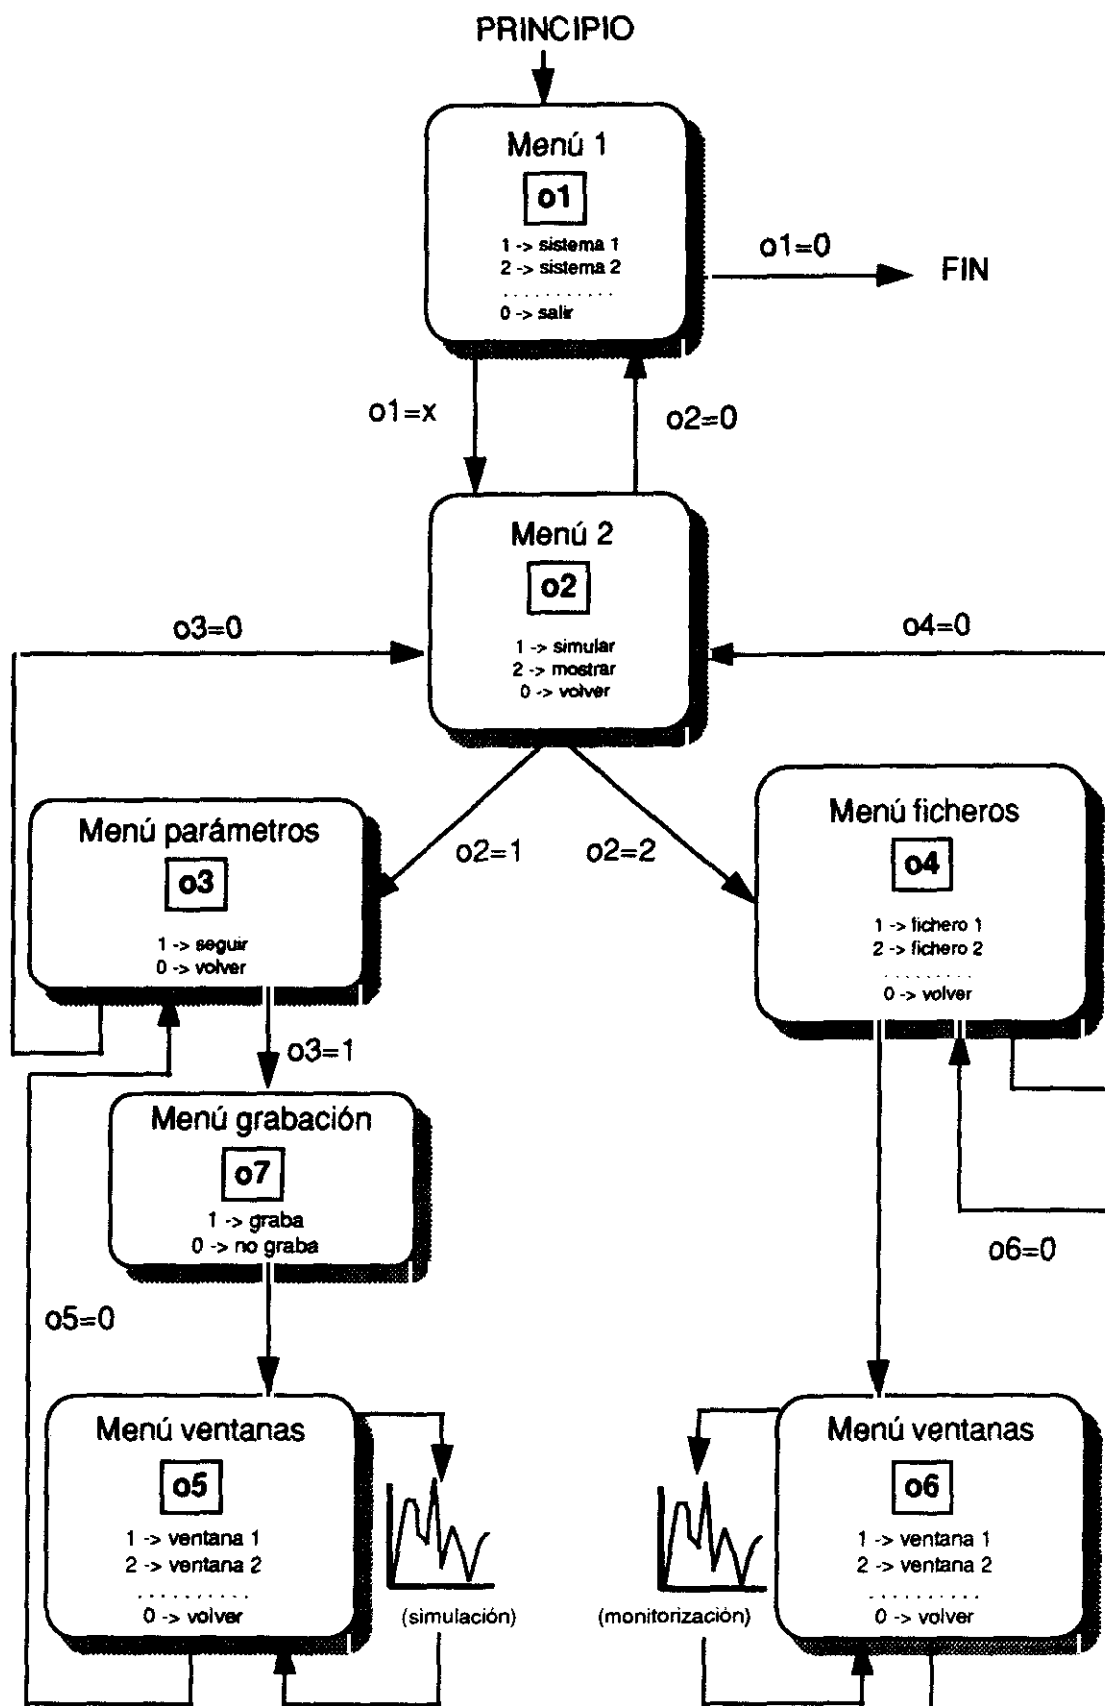 PRINCIPIO
Menú 1
o1
1 -> sistema 1
2 -> sistema 2
. . . . . . . . . . .
0 -> salir
o1=0
FIN
o1=x
o2=0
Menú 2
o2
1 -> simular
2 -> mostrar
0 -> volver
o3=0
o4=0
Menú parámetros
o3
1 -> seguir
0 -> volver
o2=1
o2=2
Menú ficheros
o4
1 -> fichero 1
2 -> fichero 2
. . . . . . . . .
0 -> volver
o3=1
Menú grabación
o7
1 -> graba
0 -> no graba
o6=0
o5=0
Menú ventanas
o5
1 -> ventana 1
2 -> ventana 2
. . . . . . . . .
0 -> volver
(simulación)
(monitorización)
Menú ventanas
o6
1 -> ventana 1
2 -> ventana 2
. . . . . . . . .
0 -> volver